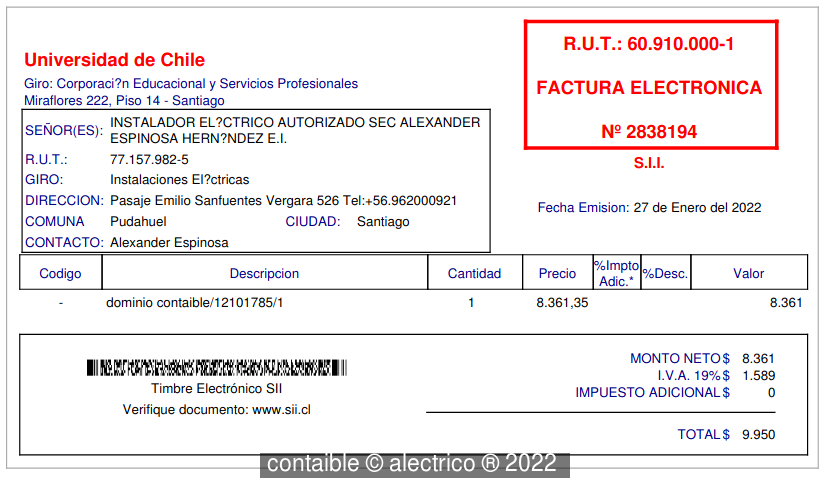 Universidad de Chile
Giro: Corporaci?n Educacional y Servicios Profesionales
Miraflores 222, Piso 14 - Santiago
R.U.T.: 60.910.000-1
FACTURA ELECTRONICA
Nº 2838194
S.I.I.
SEÑOR(ES): INSTALADOR EL?CTRICO AUTORIZADO SEC ALEXANDER
ESPINOSA HERN?NDEZ E.I.
R.U.T.: 77.157.982-5
GIRO: Instalaciones El?ctricas
DIRECCION: Pasaje Emilio Sanfuentes Vergara 526 Tel:+56.962000921
COMUNA Pudahuel CIUDAD: Santiago
CONTACTO: Alexander Espinosa
Fecha Emision: 27 de Enero del 2022
Codigo Descripcion Cantidad Precio %Impto Adic.* %Desc. Valor
- dominio contaible/12101785/1 1 8.361,35 8.361
Timbre Electrónico SII
Verifique documento: www.sii.cl
MONTO NETO $ 8.361
I.V.A. 19% $ 1.589
IMPUESTO ADICIONAL $ 0
TOTAL $ 9.950
contaible © alectrico ® 2022